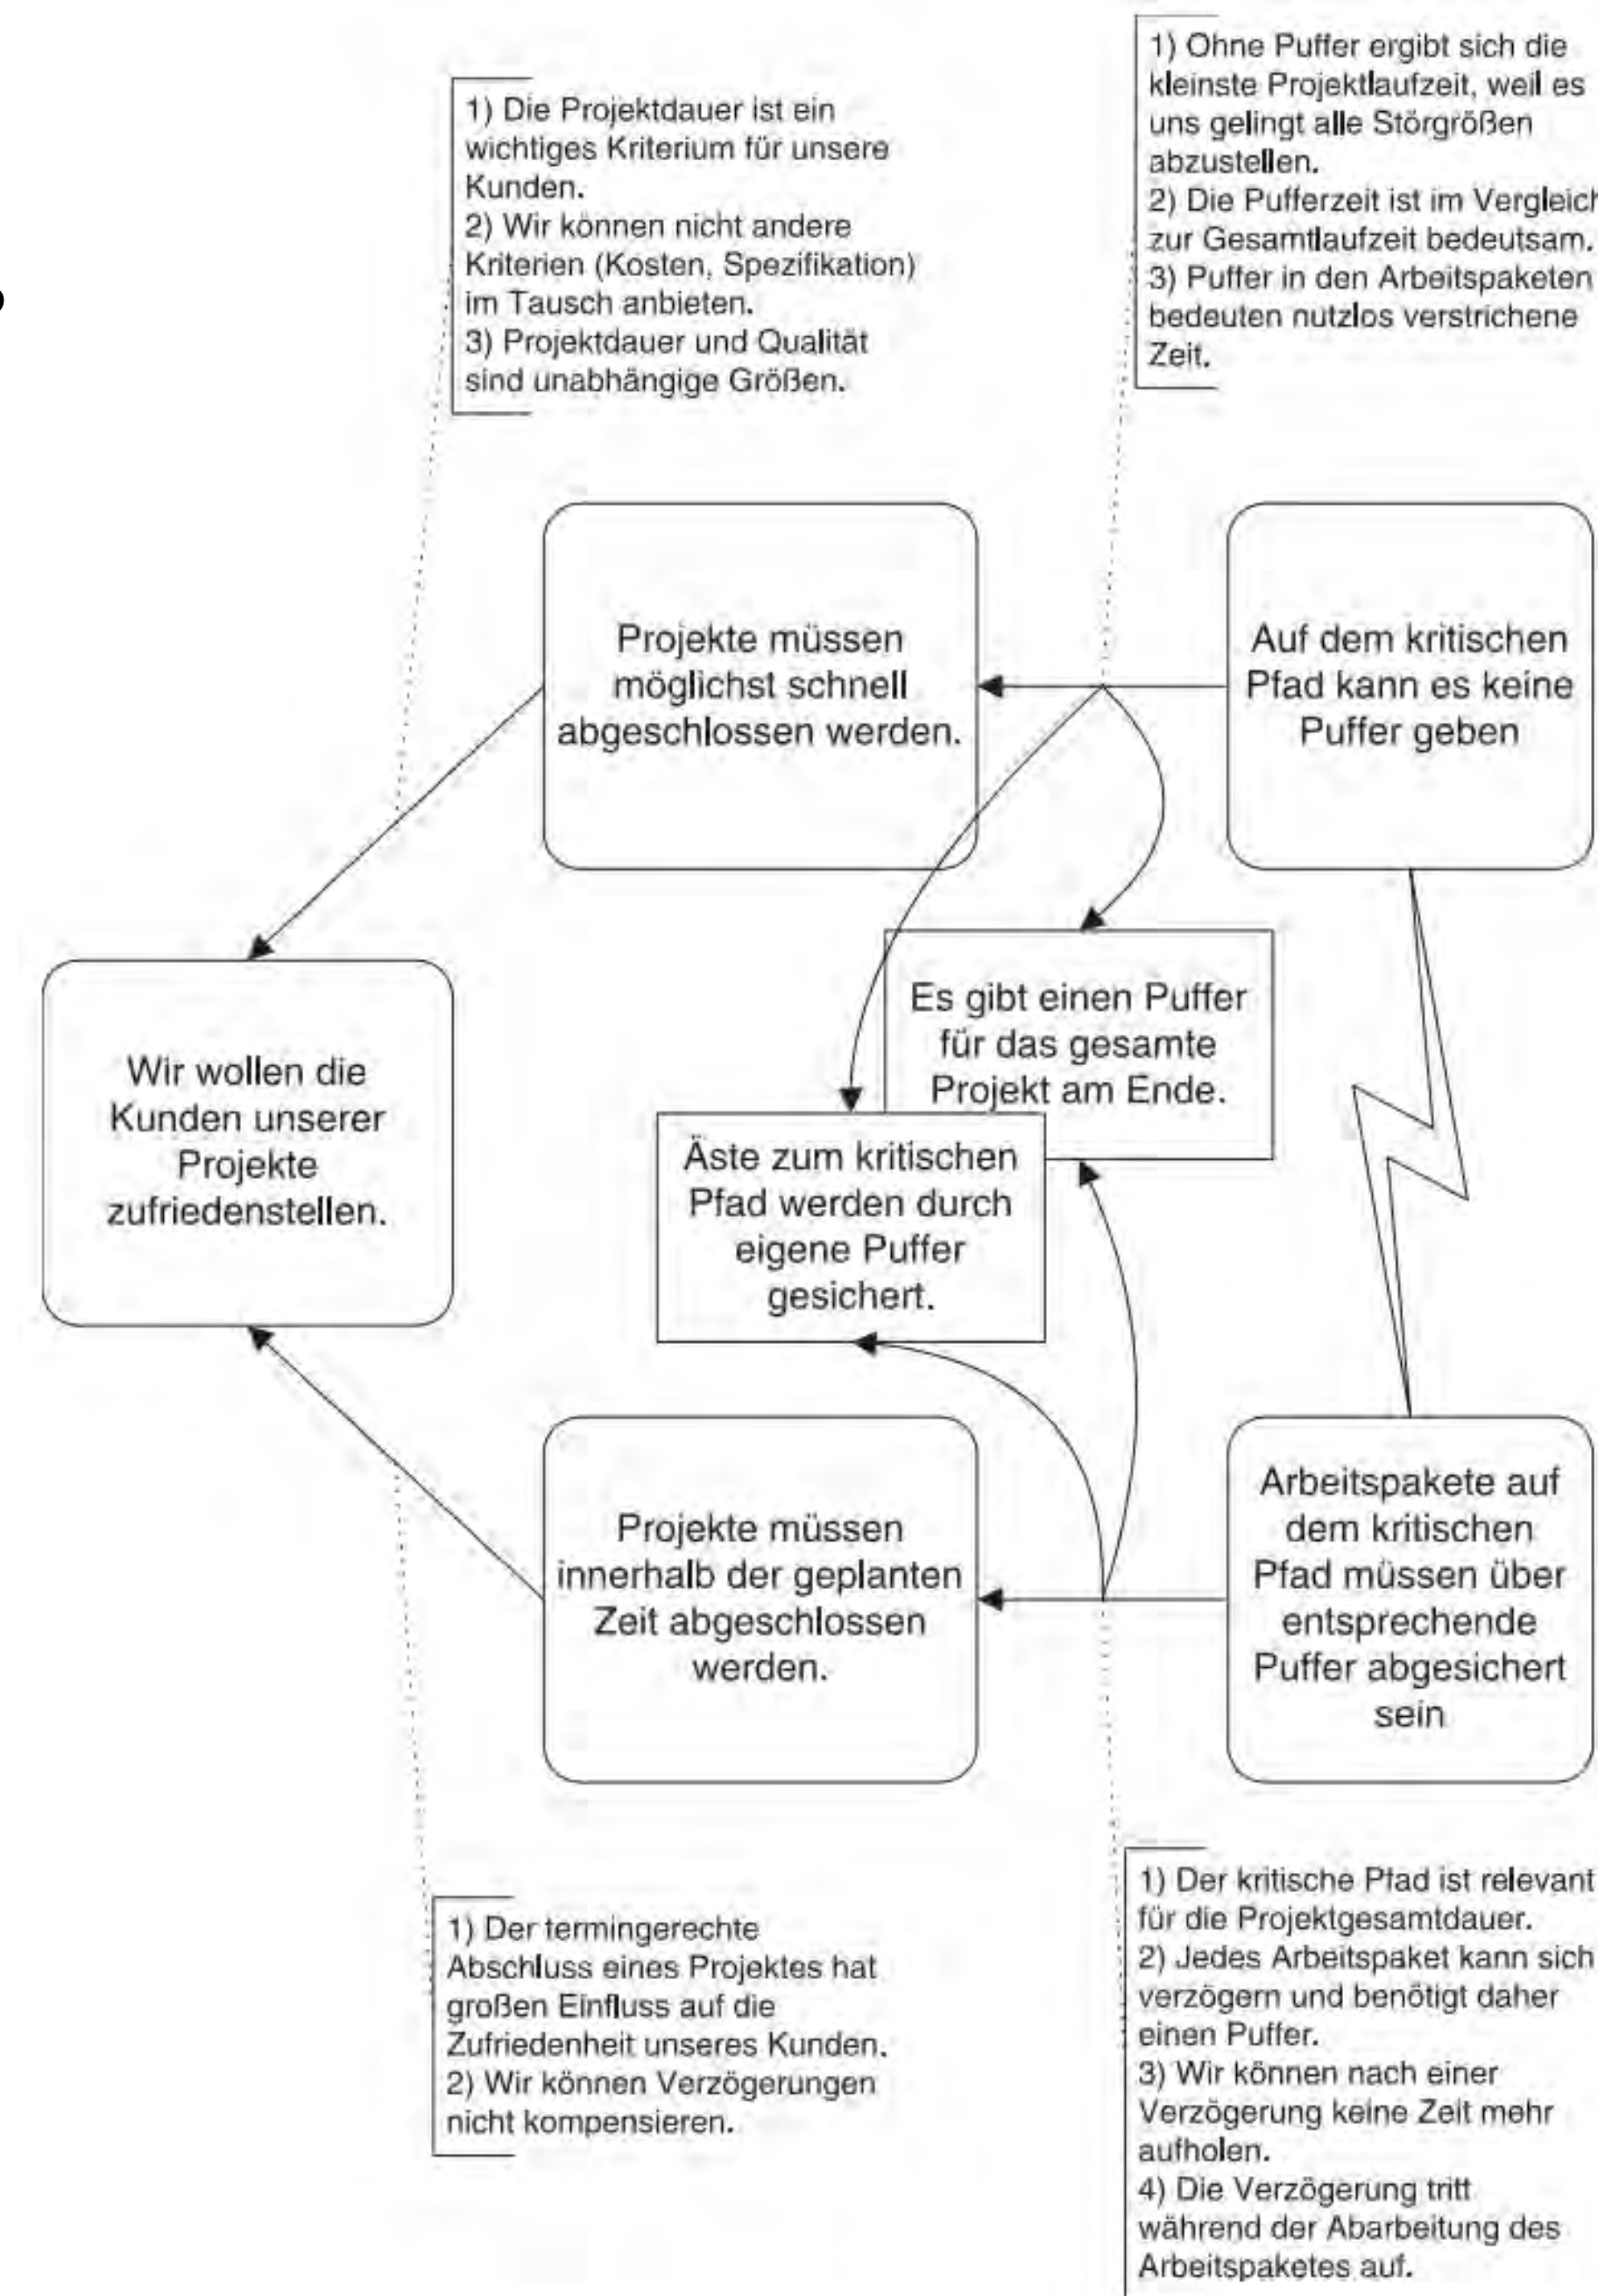 1) Die Projektdauer ist ein
wichtiges Kriterium für unsere
Kunden.
2) Wir können nicht andere
Kriterien (Kosten, Spezifikation)
im Tausch anbieten.
3) Projektdauer und Qualität
sind unabhängige Größen.
1) Ohne Puffer ergibt sich die
kleinste Projektlaufzeit, weil es
uns gelingt alle Störgrößen
abzustellen.
2) Die Pufferzeit ist im Vergleich
zur Gesamtlaufzeit bedeutsam.
3) Puffer in den Arbeitspaketen
bedeuten nutzlos verstrichene
Zeit.
Projekte müssen
möglichst schnell
abgeschlossen werden.
Auf dem kritischen
Pfad kann es keine
Puffer geben
Es gibt einen Puffer
für das gesamte
Projekt am Ende.
Wir wollen die
Kunden unserer
Projekte
zufriedenstellen.
Äste zum kritischen
Pfad werden durch
eigene Puffer
gesichert.
Projekte müssen
innerhalb der geplanten
Zeit abgeschlossen
werden.
Arbeitspakete auf
dem kritischen
Pfad müssen über
entsprechende
Puffer abgesichert
sein
1) Der termingerechte
Abschluss eines Projektes hat
großen Einfluss auf die
Zufriedenheit unseres Kunden.
2) Wir können Verzögerungen
nicht kompensieren.
1) Der kritische Pfad ist relevant
für die Projektgesamtdauer.
2) Jedes Arbeitspaket kann sich
verzögern und benötigt daher
einen Puffer.
3) Wir können nach einer
Verzögerung keine Zeit mehr
aufholen.
4) Die Verzögerung tritt
während der Abarbeitung des
Arbeitspaketes auf.